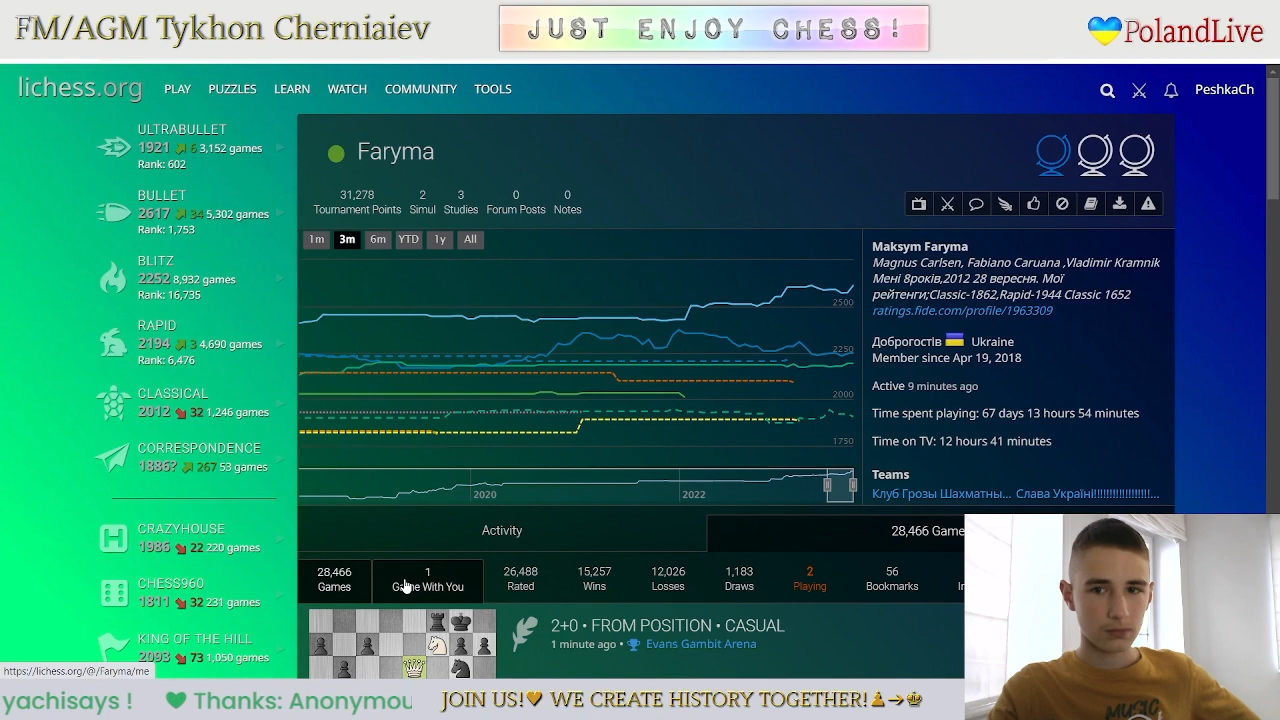 FM/AGM Tykhon Cherniaiev
JUST ENJOY CHESS!
PolandLive
lichess.org PLAY PUZZLES LEARN WATCH COMMUNITY TOOLS PeshkaCh
ULTRABULLET
1921 6 3,152 games
Rank: 602
BULLET
2617 34 5,302 games
Rank: 1,753
BLITZ
2252 8,932 games
Rank: 16,735
RAPID
2194 3 4,690 games
Rank: 6,476
CLASSICAL
2012 32 1,246 games
CORRESPONDENCE
1886? 267 53 games
CRAZYHOUSE
1986 22 220 games
CHESS960
1811 32 231 games
KING OF THE HILL
2093 73 1,050 games
Faryma
31,278 2 3 0 0
Tournament Points Simul Studies Forum Posts Notes
1m 3m 6m YTD 1y All
2500
2250
2000
1750
2020 2022
Maksym Faryma
Magnus Carlsen, Fabiano Caruana ,Vladimir Kramnik
Мені 8років,2012 28 вересня. Мої
рейтенги;Classic-1862,Rapid-1944 Classic 1652
ratings.fide.com/profile/1963309
Доброгостів Ukraine
Member since Apr 19, 2018
Active 9 minutes ago
Time spent playing: 67 days 13 hours 54 minutes
Time on TV: 12 hours 41 minutes
Teams
Клуб Грозы Шахматны... Слава Україні!!!!!!!!!!!!!!!!!!...
Activity 28,466 Game
28,466 1 26,488 15,257 12,026 1,183 2 56
Games Game With You Rated Wins Losses Draws Playing Bookmarks
2+0 • FROM POSITION • CASUAL
1 minute ago • Evans Gambit Arena
https://lichess.org/@/Faryma/me
yachisays ! Thanks: Anonymou
JOIN US! WE CREATE HISTORY TOGETHER!